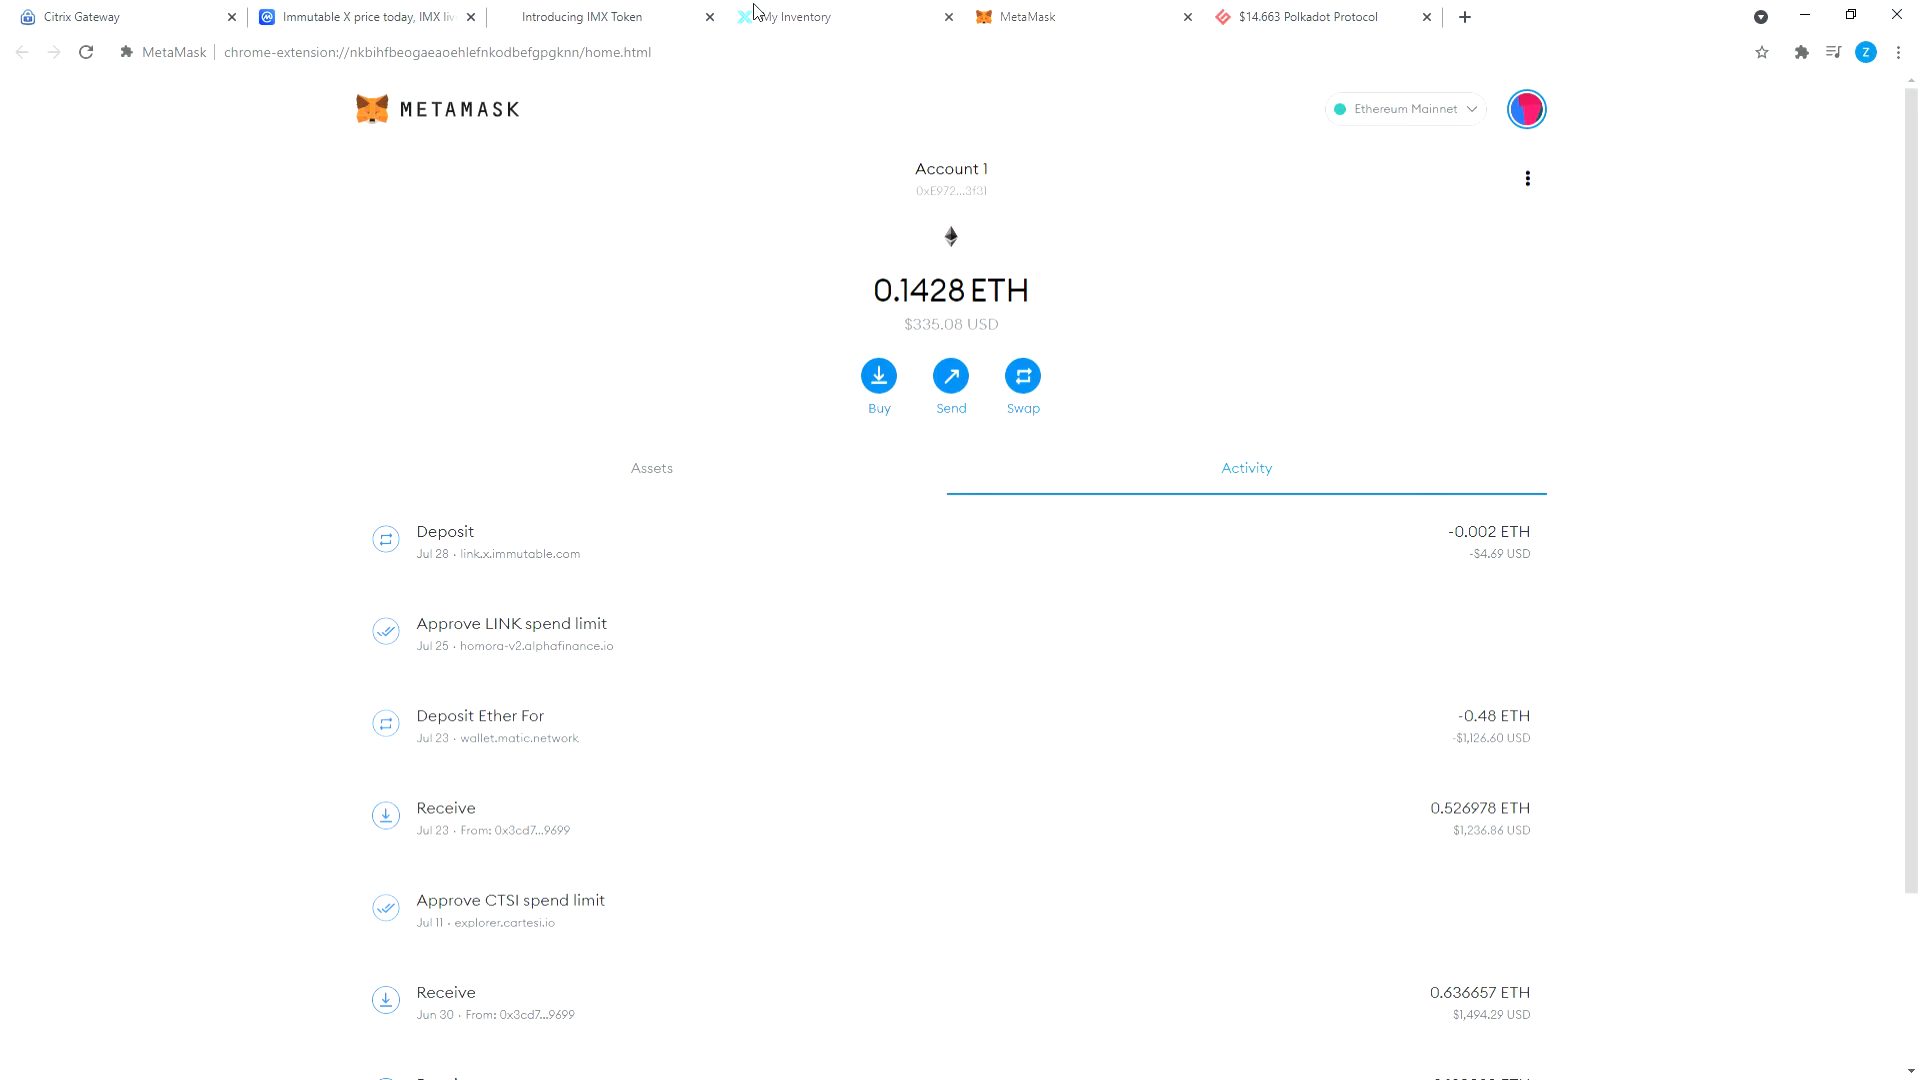 Citrix Gateway
Immutable X price today, IMX liv
Introducing IMX Token
My Inventory
MetaMask
$14.663 Polkadot Protocol
MetaMask
chrome-extension://nkbihfbeogaeaoehlefnkodbefgpgknn/home.html
Z
METAMASK
Ethereum Mainnet
Account 1
0xE972...3f31
0.1428 ETH
$335.08 USD
Buy
Send
Swap
Assets
Activity
Deposit
-0.002 ETH
Jul 28 · link.x.immutable.com
-$4.69 USD
Approve LINK spend limit
Jul 25 · homora-v2.alphafinance.io
Deposit Ether For
-0.48 ETH
Jul 23 · wallet.matic.network
-$1,126.60 USD
Receive
0.526978 ETH
Jul 23 · From: 0x3cd7...9699
$1,236.86 USD
Approve CTSI spend limit
Jul 11 · explorer.cartesi.io
Receive
0.636657 ETH
Jun 30 · From: 0x3cd7...9699
$1,494.29 USD